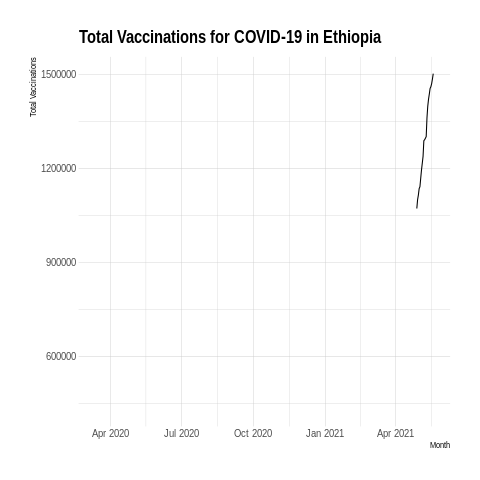 Total Vaccinations for COVID-19 in Ethiopia
Total Vaccinations
1500000
1200000
900000
600000
Apr 2020 Jul 2020 Oct 2020 Jan 2021 Apr 2021
Month